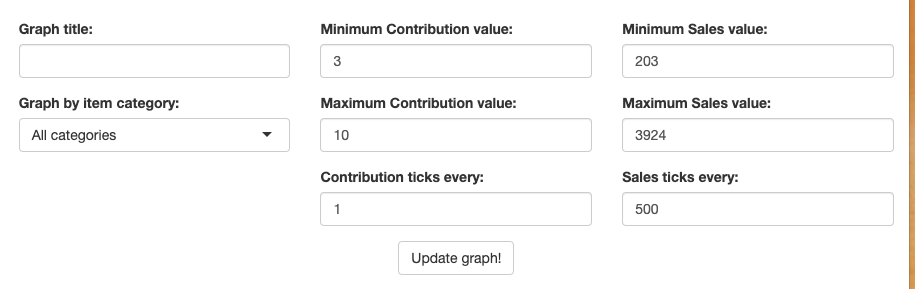 Graph title:
Minimum Contribution value:
Minimum Sales value:
3
203
Graph by item category:
Maximum Contribution value:
Maximum Sales value:
All categories
10
3924
Contribution ticks every:
Sales ticks every:
1
500
Update graph!